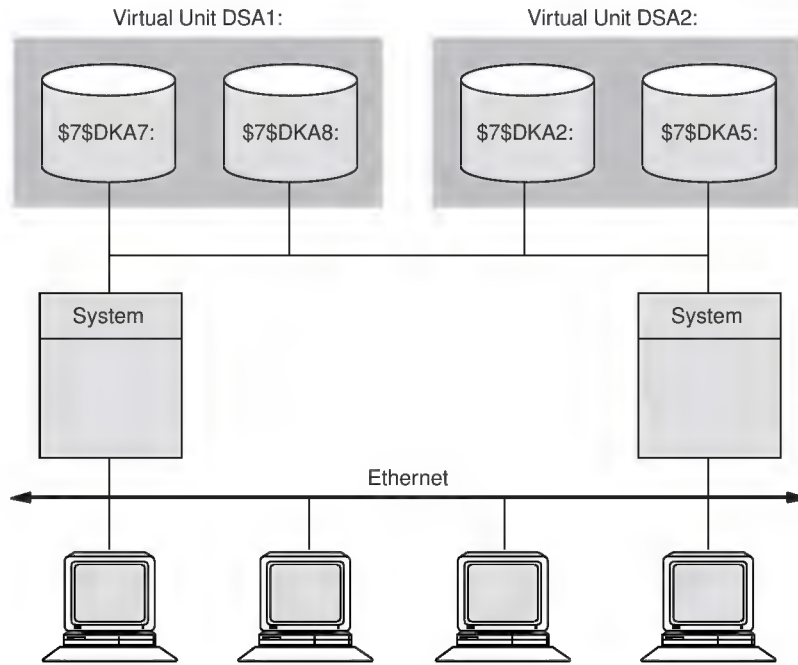 Virtual Unit DSA1:
Virtual Unit DSA2:
$7$DKA7:
$7$DKA8:
$7$DKA2:
$7$DKA5:
System
System
Ethernet